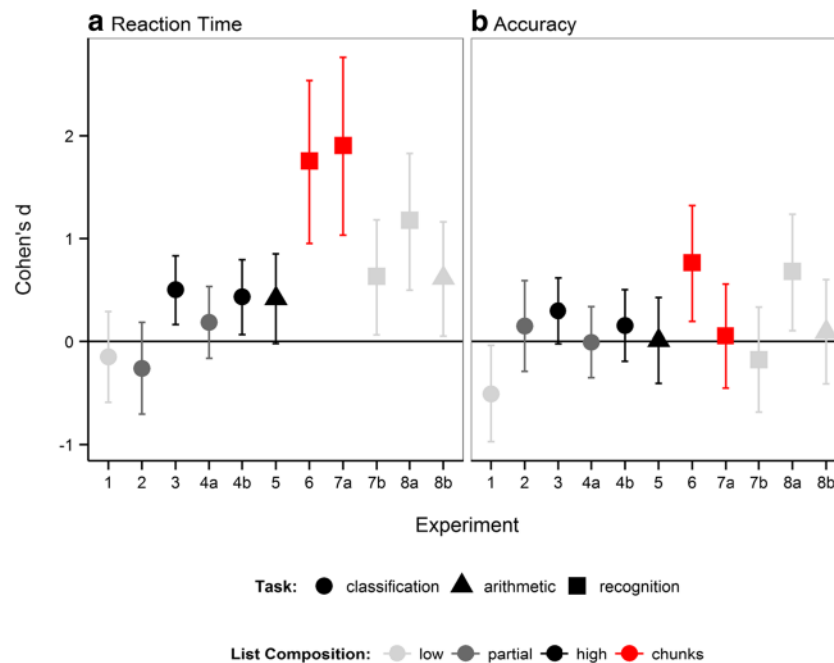 a Reaction Time
b Accuracy
Cohen's d
2
1
0
-1
1 2 3 4a 4b 5 6 7a 7b 8a 8b
1 2 3 4a 4b 5 6 7a 7b 8a 8b
Experiment
Task: classification arithmetic recognition
List Composition: low partial high chunks